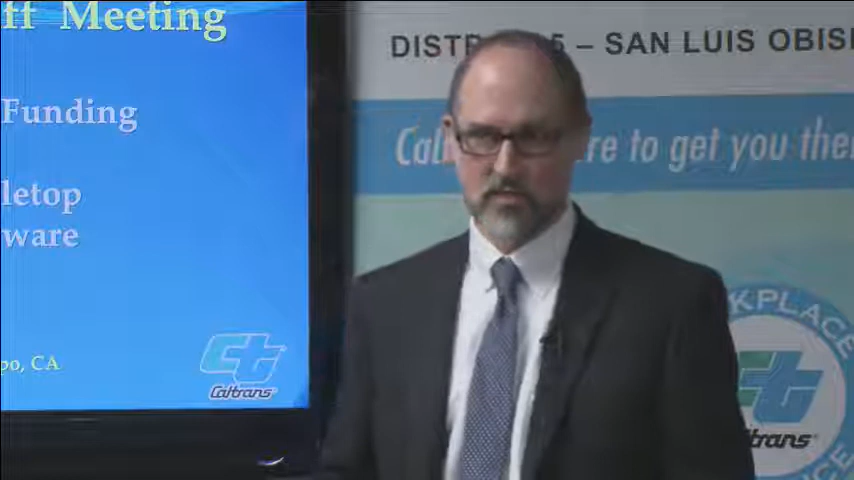 ff Meeting
Funding
letop
ware
po, CA
Caltrans
DISTR 5 – SAN LUIS OBIS
Cal re to get you the
KPLACE
trans